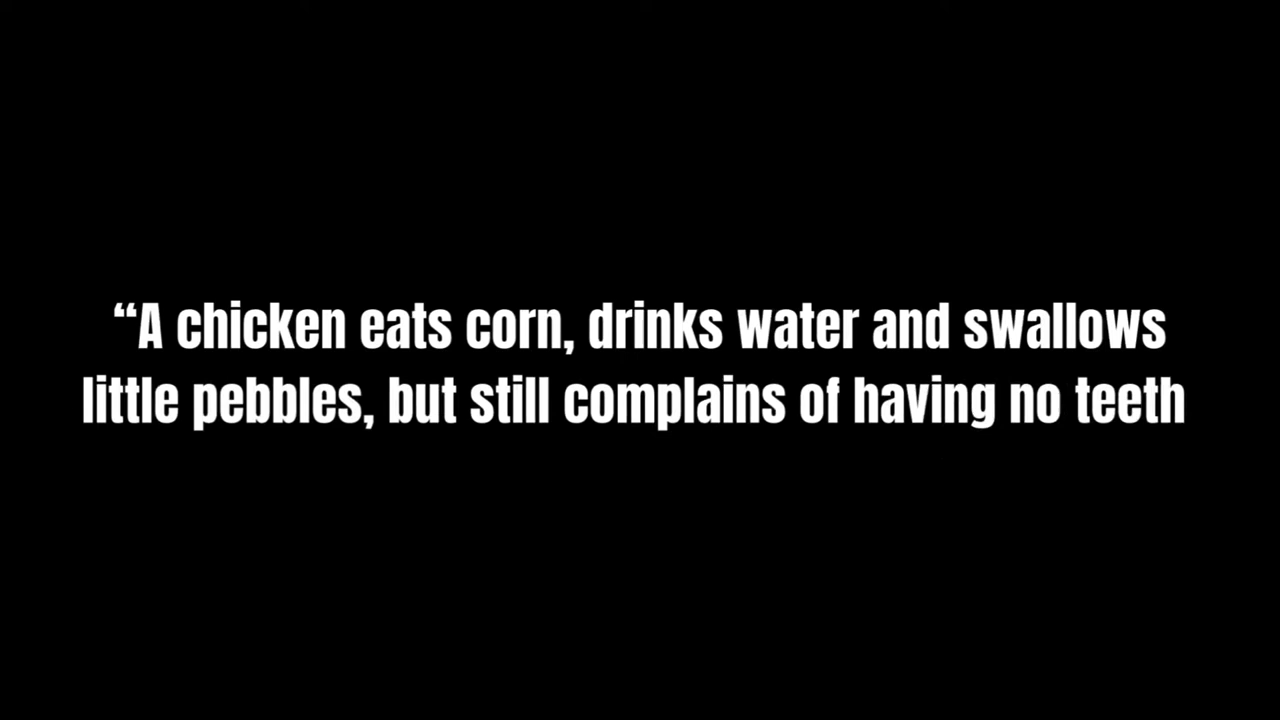 “A chicken eats corn, drinks water and swallows
little pebbles, but still complains of having no teeth